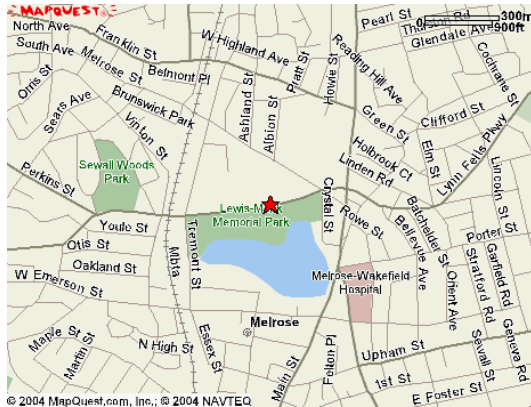 MAPQUEST
300m
900ft
North Ave
Franklin St
W Highland Ave
Pearl St
Thurston Rd
Glendale Ave
South Ave
Melrose St
Belmont Pl
Pratt St
Howie St
Reading Hill Ave
Cochrane St
Orris St
Sears Ave
Brunswick Park
Ashland St
Albion St
Green St
Clifford St
Vinton St
Holbrook Ct
Elm St
Lynn Fells Pkwy
Sewall Woods
Park
Linden Rd
Perkins St
Crystal St
Lincoln St
Lewis-Monk
Memorial Park
Rowe St
Batchelder St
Bellevue Ave
Porter St
Youle St
Otis St
Tremont St
Mbta
Oakland St
W Emerson St
Melrose-Wakefield
Hospital
Orient Ave
Stratford Rd
Garfield Rd
Melrose
Essex St
Maple St
Martin St
N High St
Main St
Felton Pl
Upham St
Sewall St
Geneva Rd
1st St
E Foster St
© 2004 MapQuest.com, Inc.; © 2004 NAVTEQ